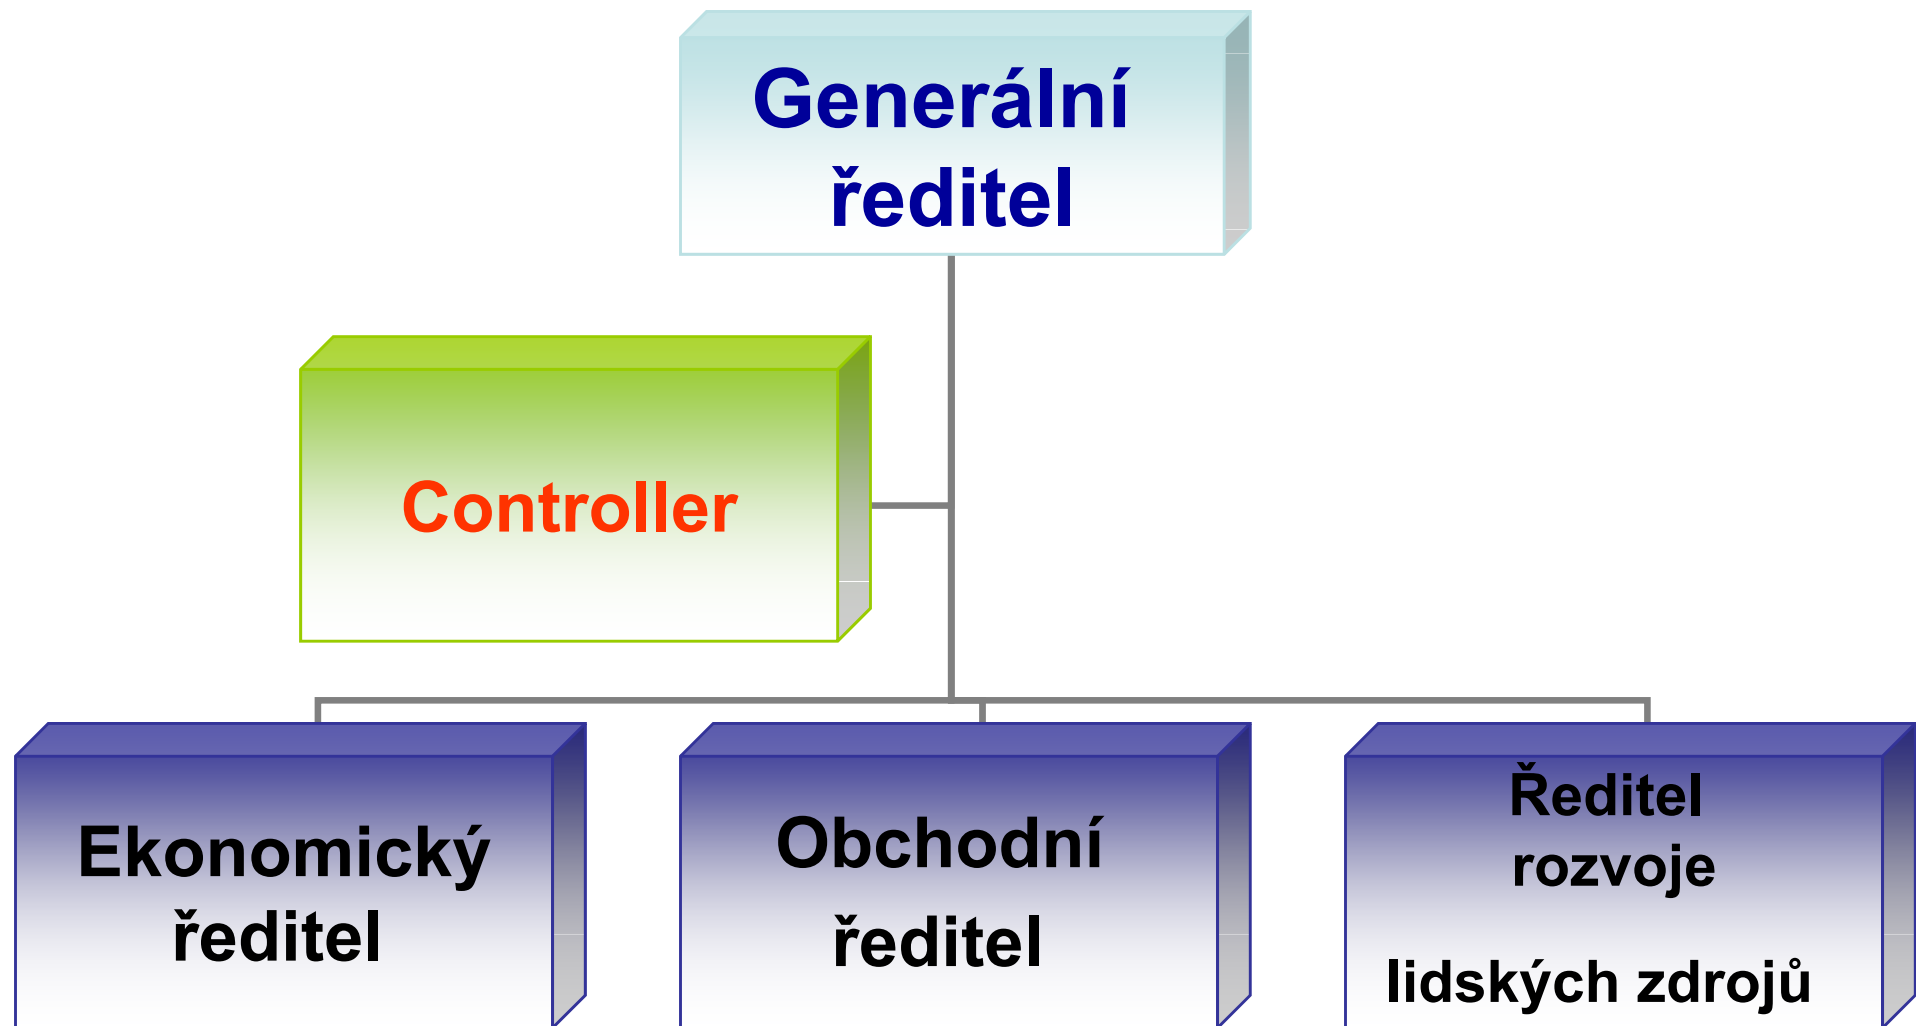 Generální
ředitel
Controller
Ekonomický
ředitel
Obchodní
ředitel
Ředitel
rozvoje
lidských zdrojů